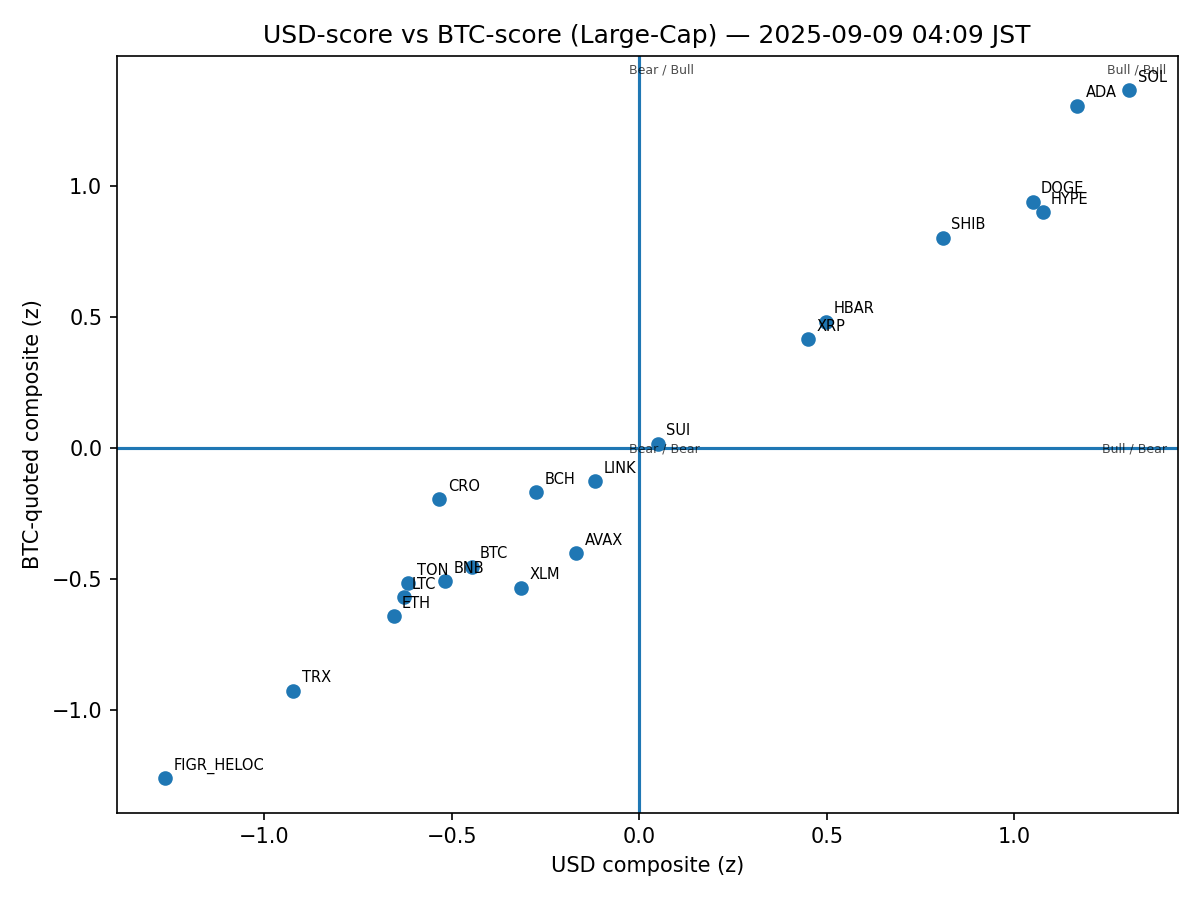 USD-score vs BTC-score (Large-Cap) — 2025-09-09 04:09 JST
Bear / Bull
Bull / Bull
SOL
ADA
DOGE
HYPE
SHIB
HBAR
XRP
SUI
Bear / Bear
Bull / Bear
LINK
BCH
CRO
AVAX
BTC
BNB
TON
XLM
LTC
ETH
TRX
FIGR_HELOC
1.0
0.5
0.0
−0.5
−1.0
BTC-quoted composite (z)
−1.0
−0.5
0.0
0.5
1.0
USD composite (z)